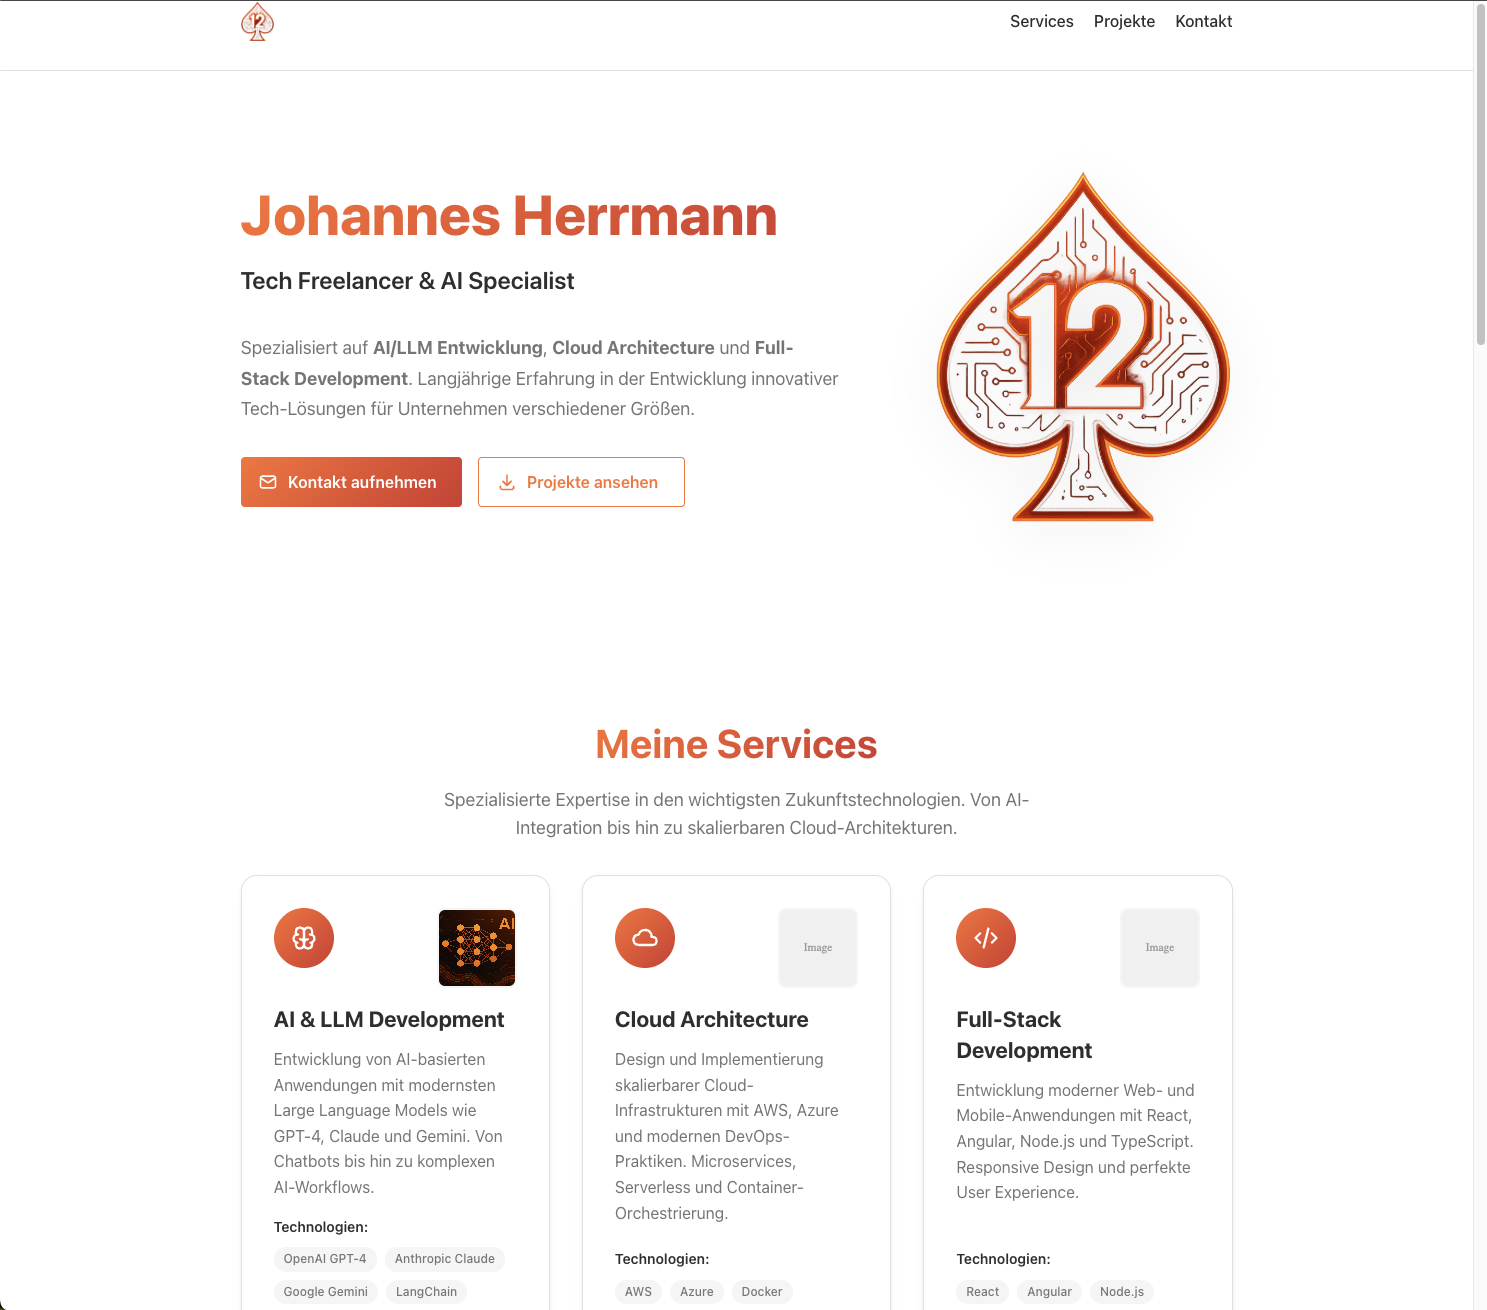 12
Services Projekte Kontakt
Johannes Herrmann
Tech Freelancer & AI Specialist
Spezialisiert auf AI/LLM Entwicklung, Cloud Architecture und Full-
Stack Development. Langjährige Erfahrung in der Entwicklung innovativer
Tech-Lösungen für Unternehmen verschiedener Größen.
Kontakt aufnehmen
Projekte ansehen
12
Meine Services
Spezialisierte Expertise in den wichtigsten Zukunftstechnologien. Von AI-
Integration bis hin zu skalierbaren Cloud-Architekturen.
AI
AI & LLM Development
Entwicklung von AI-basierten
Anwendungen mit modernsten
Large Language Models wie
GPT-4, Claude und Gemini. Von
Chatbots bis hin zu komplexen
AI-Workflows.
Technologien:
OpenAI GPT-4 Anthropic Claude
Google Gemini LangChain
Image
Cloud Architecture
Design und Implementierung
skalierbarer Cloud-
Infrastrukturen mit AWS, Azure
und modernen DevOps-
Praktiken. Microservices,
Serverless und Container-
Orchestrierung.
Technologien:
AWS Azure Docker
Image
Full-Stack
Development
Entwicklung moderner Web- und
Mobile-Anwendungen mit React,
Angular, Node.js und TypeScript.
Responsive Design und perfekte
User Experience.
Technologien:
React Angular Node.js